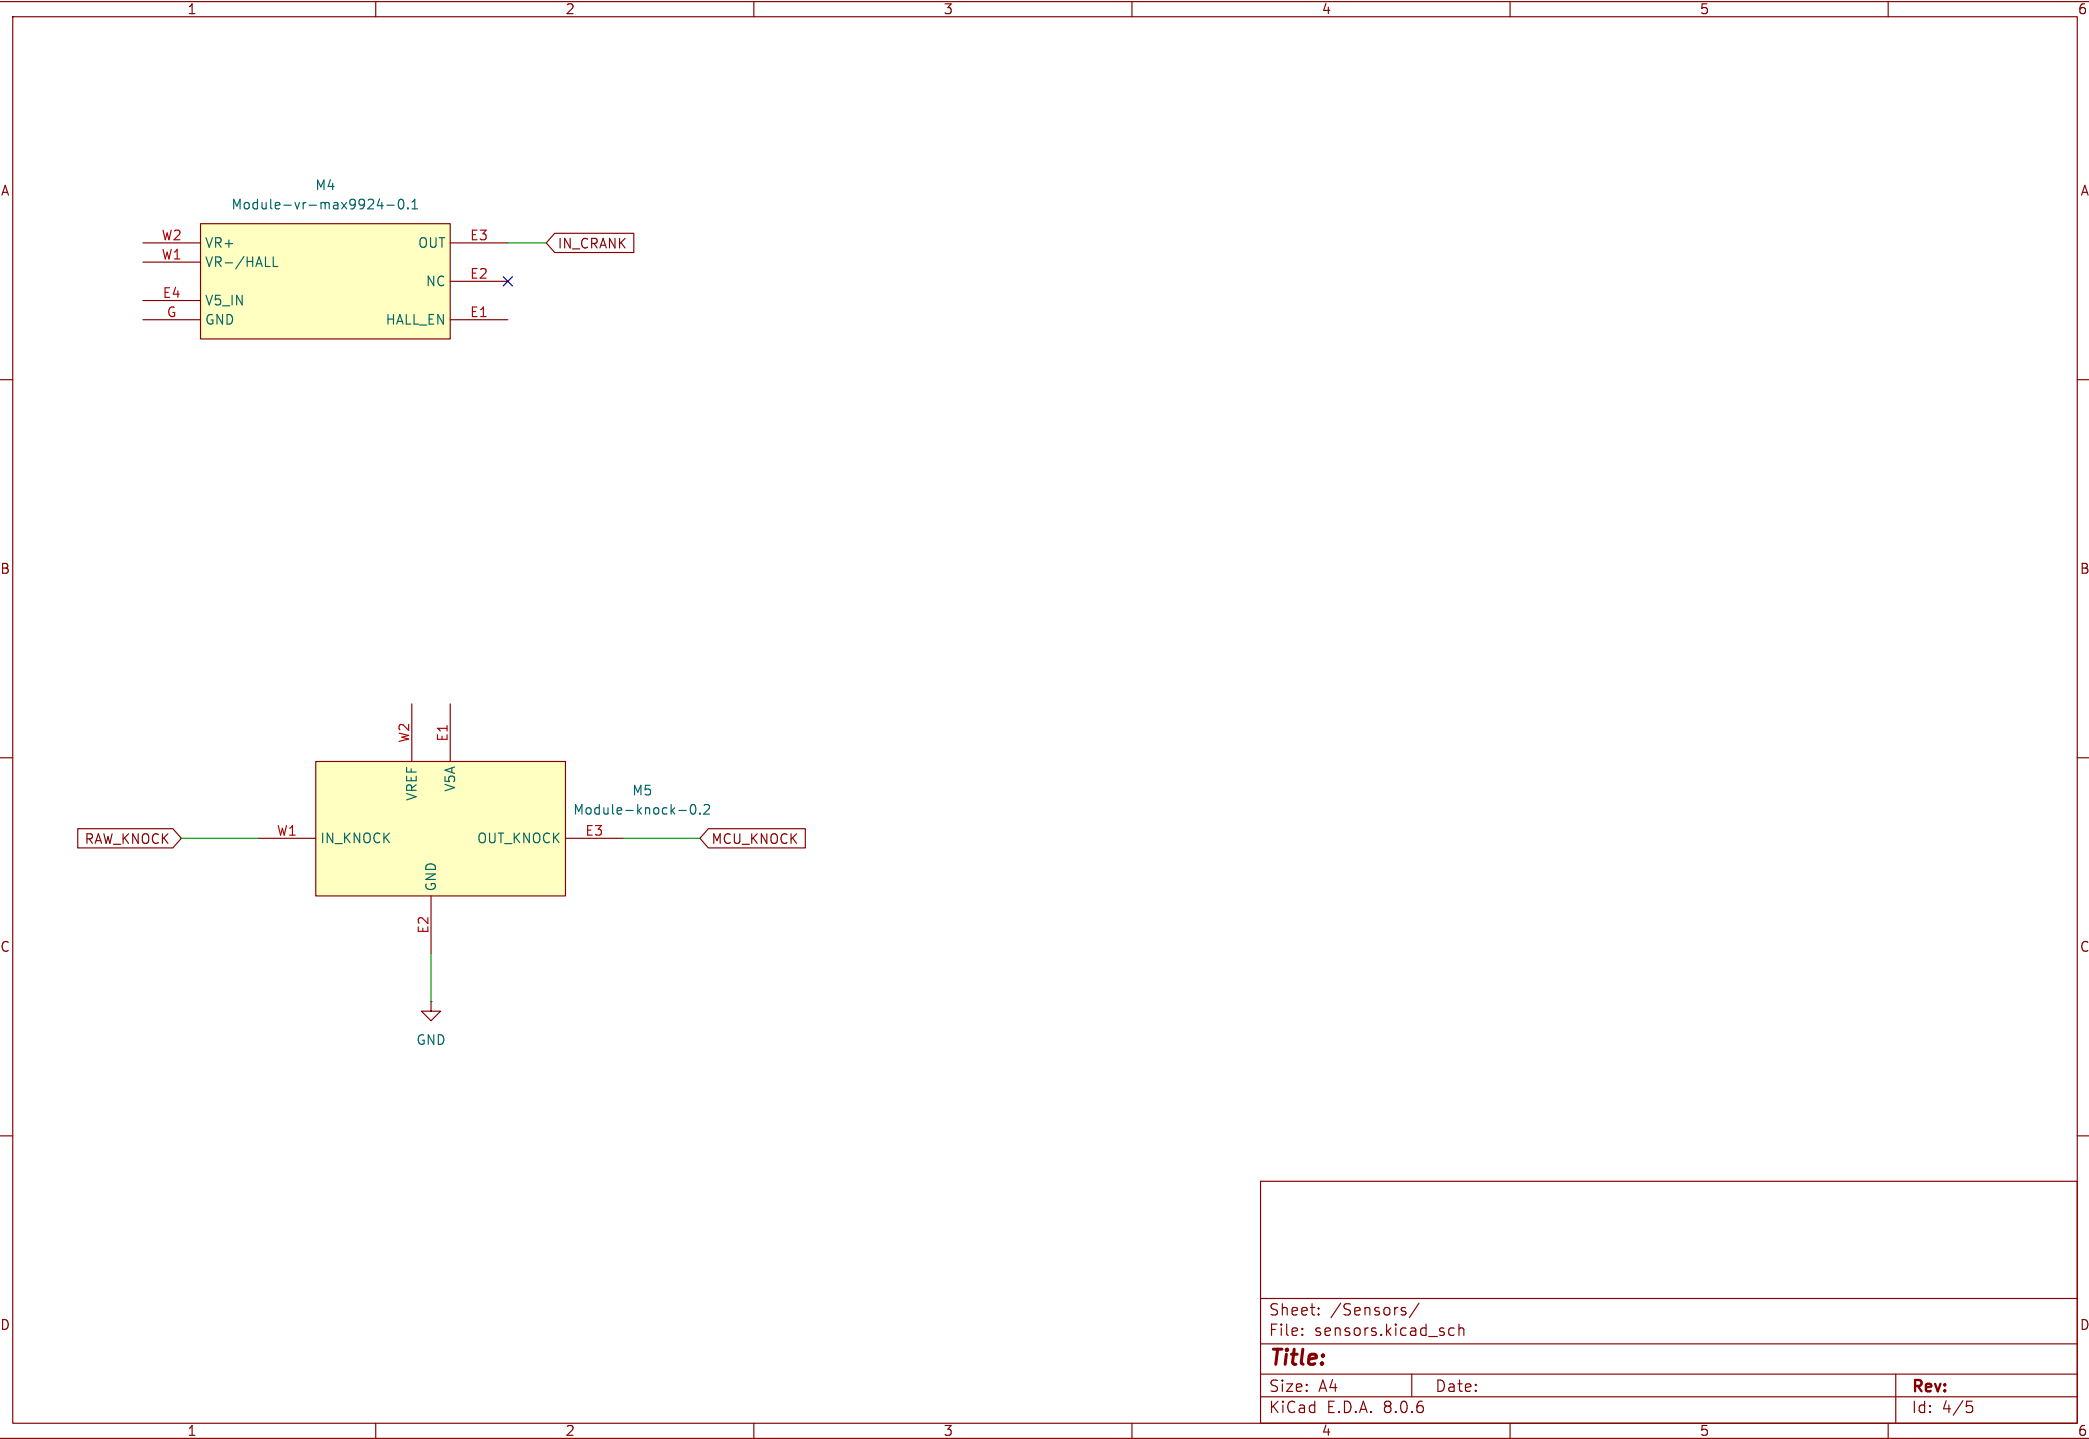 1 2 3 4 5 6
A A
M4
Module-vr-max9924-0.1
W2 VR+ OUT E3 IN_CRANK
W1 VR-/HALL
NC E2
E4 V5_IN
G GND HALL_EN E1
B B
W2 E1
VREF V5A
M5
Module-knock-0.2
RAW_KNOCK W1 IN_KNOCK OUT_KNOCK E3 MCU_KNOCK
GND
E2
C C
GND
Sheet: /Sensors/
D D
File: sensors.kicad_sch
Title:
Size: A4 Date: Rev:
KiCad E.D.A. 8.0.6 Id: 4/5
1 2 3 4 5 6